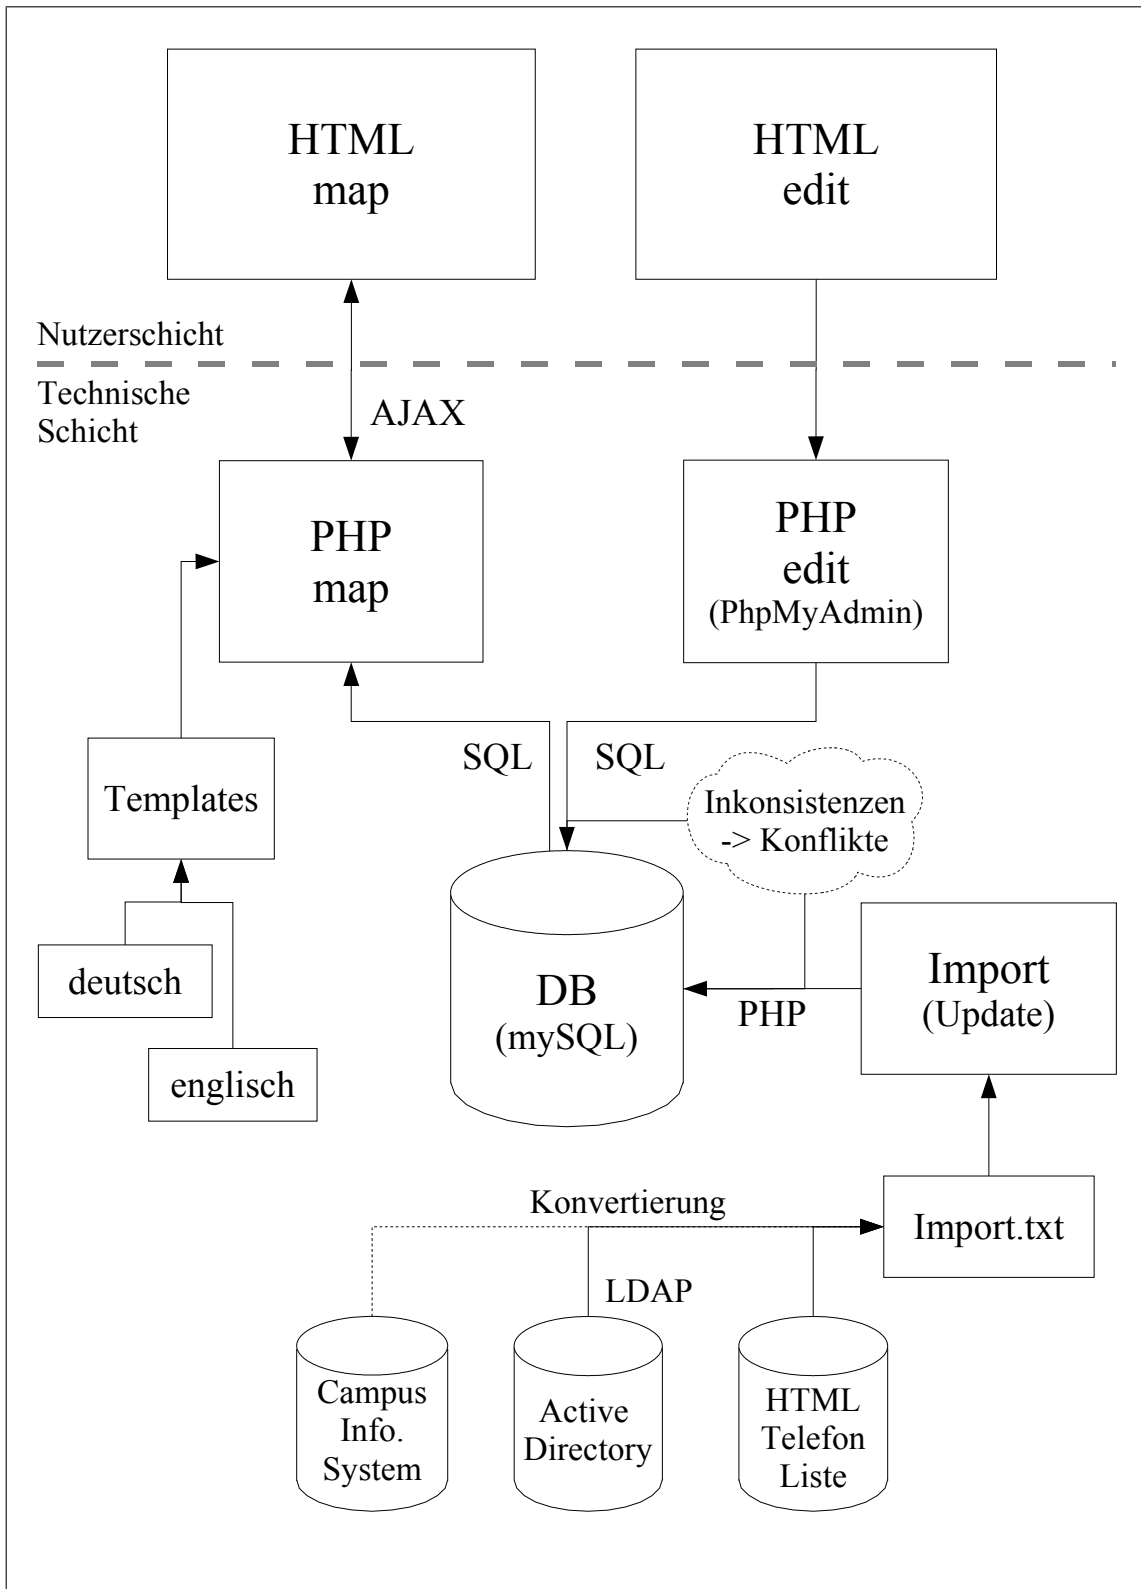 HTML
map
HTML
edit
Nutzerschicht
Technische
Schicht
AJAX
PHP
map
PHP
edit
(PhpMyAdmin)
SQL
SQL
Templates
Inkonsistenzen
-> Konflikte
deutsch
englisch
DB
(mySQL)
PHP
Import
(Update)
Konvertierung
Import.txt
LDAP
Campus
Info.
System
Active
Directory
HTML
Telefon
Liste